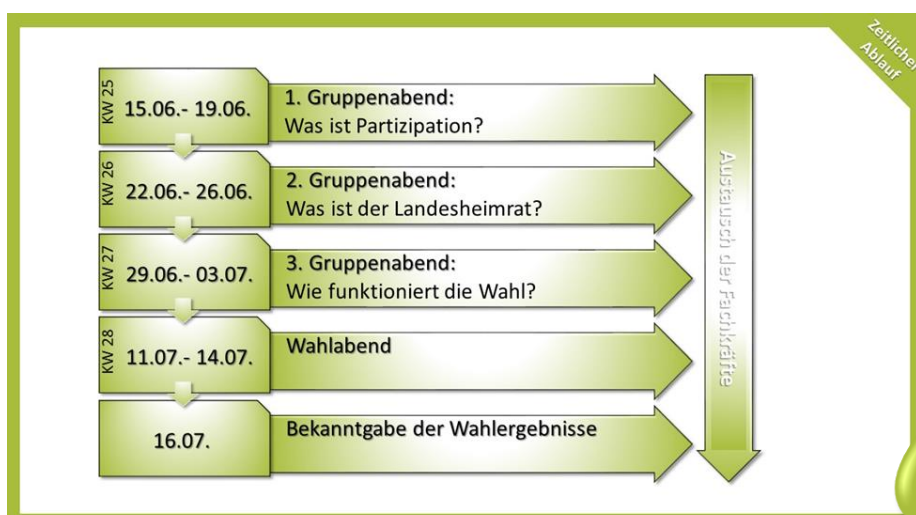 Zeitlicher
Ablauf
KW 25
15.06.- 19.06.
1. Gruppenabend:
Was ist Partizipation?
KW 26
22.06.- 26.06.
2. Gruppenabend:
Was ist der Landesheimrat?
KW 27
29.06.- 03.07.
3. Gruppenabend:
Wie funktioniert die Wahl?
KW 28
11.07.- 14.07.
Wahlabend
16.07.
Bekanntgabe der Wahlergebnisse
Austausch der Fachkräfte